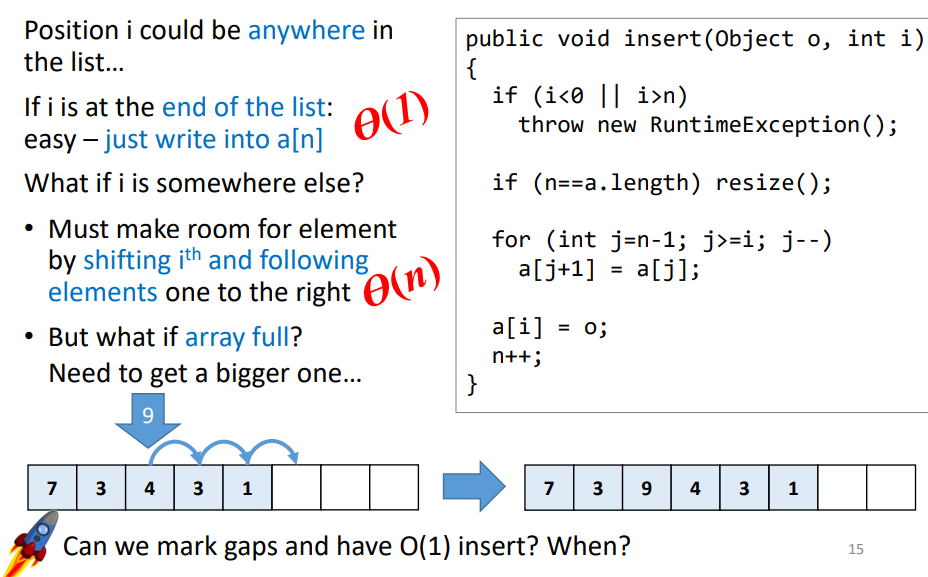 Position i could be anywhere in
the list…
If i is at the end of the list:
easy – just write into a[n]
Θ(1)
What if i is somewhere else?
• Must make room for element
by shifting iᵗʰ and following
elements one to the right
Θ(n)
• But what if array full?
Need to get a bigger one…
public void insert(Object o, int i)
{
if (i<0 || i>n)
throw new RuntimeException();
if (n==a.length) resize();
for (int j=n-1; j>=i; j--)
a[j+1] = a[j];
a[i] = o;
n++;
}
9
7 3 4 3 1
7 3 9 4 3 1
Can we mark gaps and have O(1) insert? When?
15